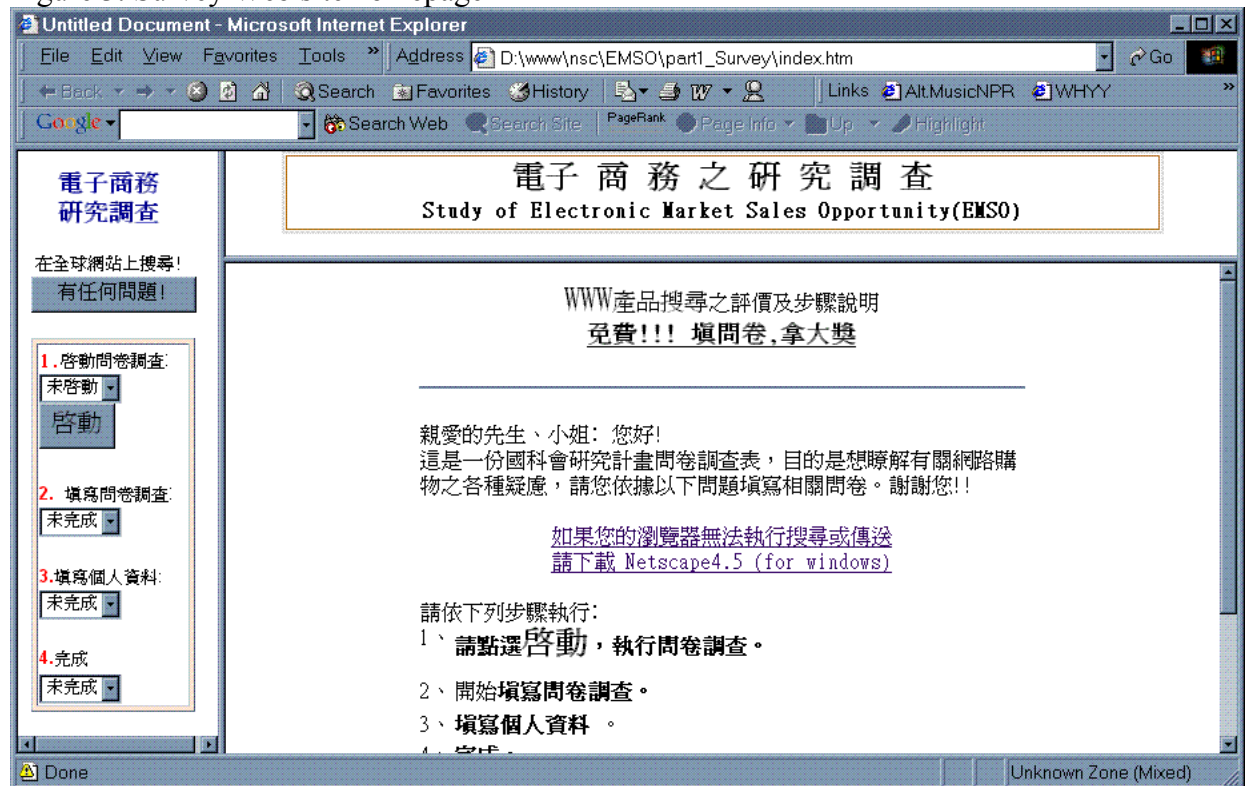 Untitled Document - Microsoft Internet Explorer
File Edit View Favorites Tools » Address D:\www\nsc\EMSO\part1_Survey\index.htm Go
Back Search Favorites History Links Alt.MusicNPR WHYY »
Google Search Web Search Site PageRank Page Info Up Highlight
電子商務
研究調查
在全球網站上搜尋!
有任何問題!
1.啓動問卷調查:
未啓動
啓動
2. 填寫問卷調查:
未完成
3.填寫個人資料:
未完成
4.完成
未完成
電子商務之研究調查
Study of Electronic Market Sales Opportunity(EMSO)
WWW產品搜尋之評價及步驟說明
免費!!! 填問卷,拿大獎
親愛的先生、小姐: 您好!
這是一份國科會研究計畫問卷調查表，目的是想瞭解有關網路購
物之各種疑慮，請您依據以下問題填寫相關問卷。謝謝您!!
如果您的瀏覽器無法執行搜尋或傳送
請下載 Netscape4.5 (for windows)
請依下列步驟執行:
1、請點選啓動，執行問卷調查。
2、開始填寫問卷調查。
3、填寫個人資料 。
Done
Unknown Zone (Mixed)